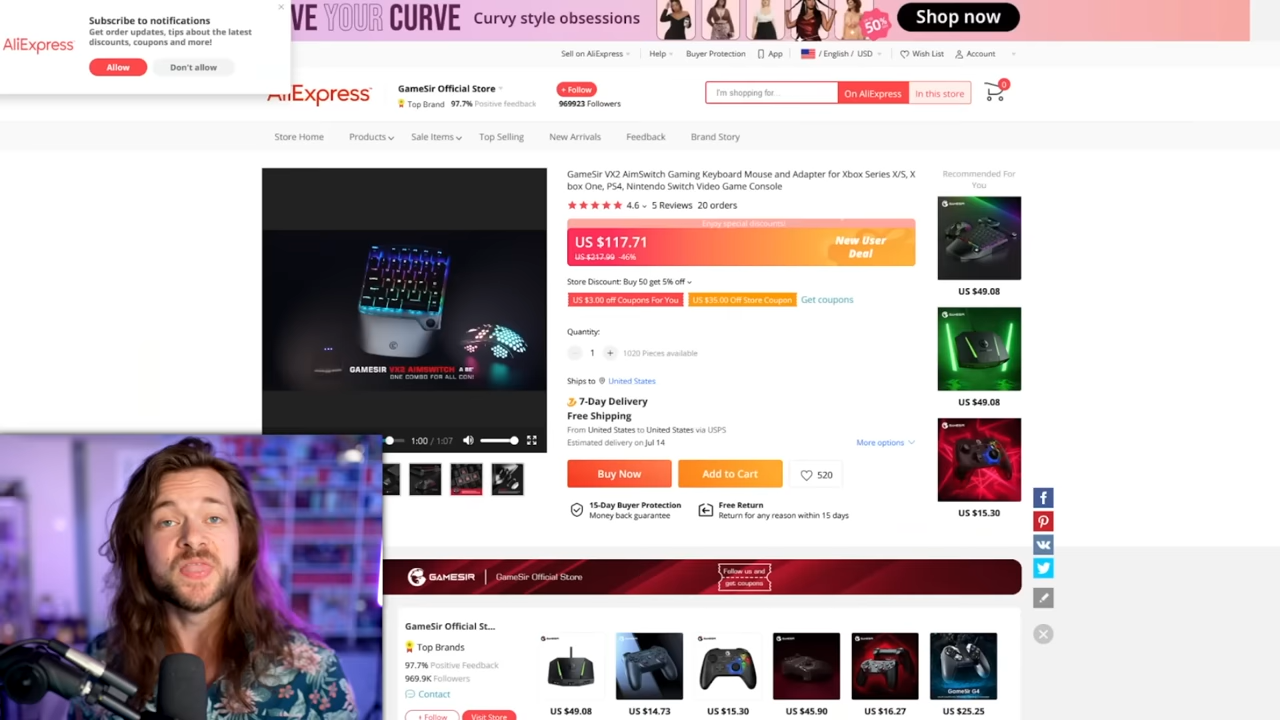 VE YOUR CURVE
Curvy style obsessions
50%
Shop now
Subscribe to notifications
Get order updates, tips about the latest
discounts, coupons and more!
AliExpress
Allow
Don't allow
Sell on AliExpress
Help
Buyer Protection
App
/ English / USD
Wish List
Account
AliExpress
GameSir Official Store
Top Brand 97.7% Positive feedback
+ Follow
969923 Followers
I'm shopping for...
On AliExpress
In this store
0
Store Home
Products
Sale Items
Top Selling
New Arrivals
Feedback
Brand Story
GameSir VX2 AimSwitch Gaming Keyboard Mouse and Adapter for Xbox Series X/S, X
box One, PS4, Nintendo Switch Video Game Console
4.6
5 Reviews
20 orders
Enjoy special discounts!
US $117.71
US $217.99 -46%
New User
Deal
Store Discount: Buy 50 get 5% off
US $3.00 off Coupons For You
US $35.00 Off Store Coupon
Get coupons
Quantity:
1
+
1020 Pieces available
Ships to United States
7-Day Delivery
Free Shipping
From United States to United States via USPS
Estimated delivery on Jul 14
More options
Buy Now
Add to Cart
520
15-Day Buyer Protection
Money back guarantee
Free Return
Return for any reason within 15 days
GAMESIR VX2 AIMSWITCH
ONE COMBO FOR ALL CON
1:00 / 1:07
Recommended For
You
US $49.08
US $49.08
US $15.30
GAMESIR
GameSir Official Store
Follow us and
get coupons
GameSir Official St...
Top Brands
97.7% Positive Feedback
969.9K Followers
Contact
+ Follow
Visit Store
GameSir G4
US $49.08
US $14.73
US $15.30
US $45.90
US $16.27
US $25.25